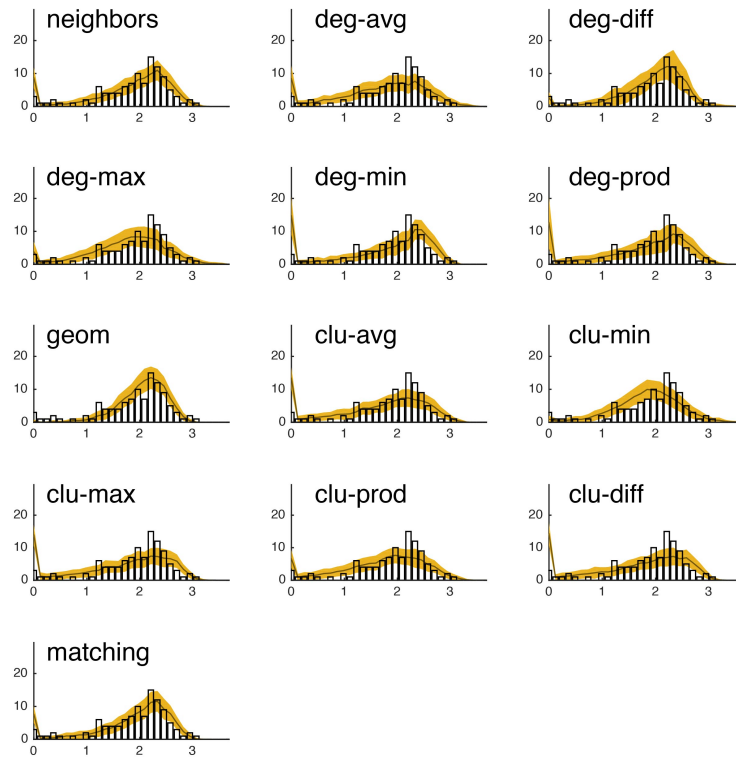 neighbors deg-avg deg-diff
20 20 20
10 10 10
0 0 0
0 1 2 3 0 1 2 3 0 1 2 3
deg-max deg-min deg-prod
20 20 20
10 10 10
0 0 0
0 1 2 3 0 1 2 3 0 1 2 3
geom clu-avg clu-min
20 20 20
10 10 10
0 0 0
0 1 2 3 0 1 2 3 0 1 2 3
clu-max clu-prod clu-diff
20 20 20
10 10 10
0 0 0
0 1 2 3 0 1 2 3 0 1 2 3
matching
20
10
0
0 1 2 3